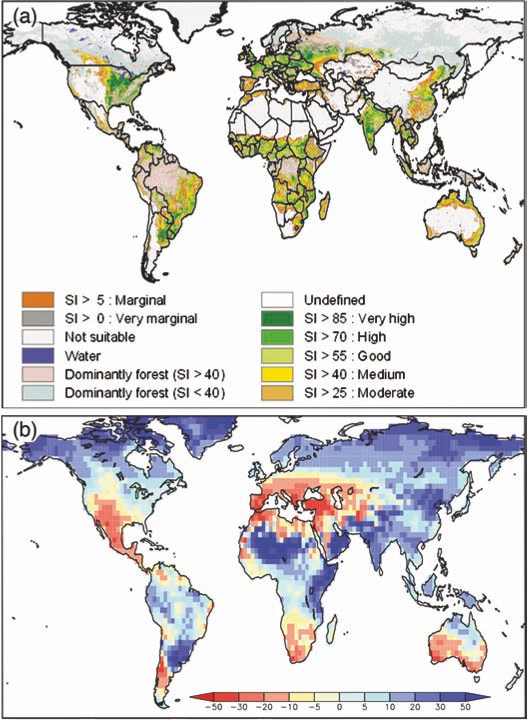 (a)
SI > 5 : Marginal
SI > 0 : Very marginal
Not suitable
Water
Dominantly forest (SI > 40)
Dominantly forest (SI < 40)
Undefined
SI > 85 : Very high
SI > 70 : High
SI > 55 : Good
SI > 40 : Medium
SI > 25 : Moderate
(b)
−50 −30 −20 −10 −5 0 5 10 20 30 50